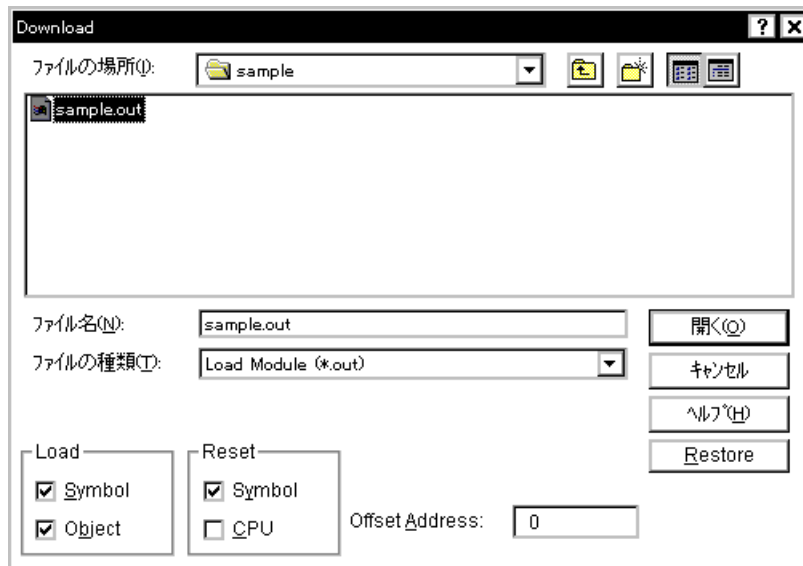 Download
ファイルの場所(I):
sample
sample.out
ファイル名(N):
sample.out
開く(O)
ファイルの種類(T):
Load Module (*.out)
キャンセル
ヘルプ(H)
Restore
Load
Symbol
Object
Reset
Symbol
CPU
Offset Address:
0